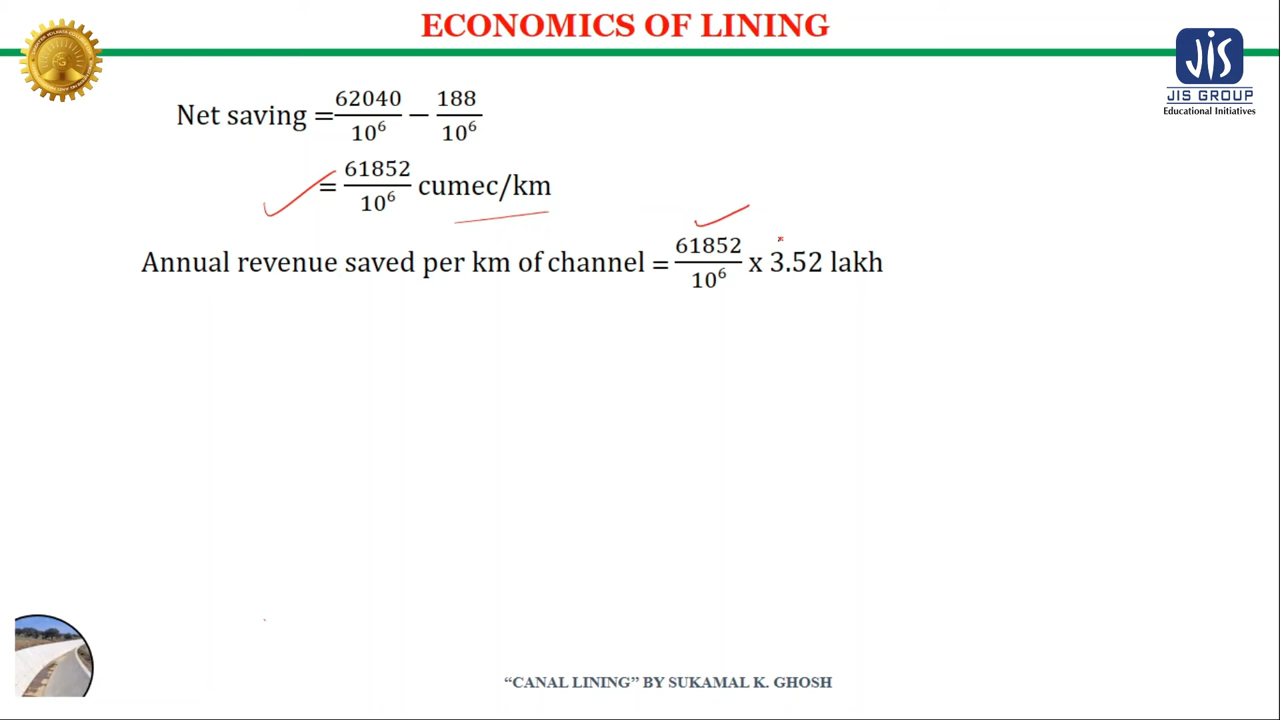 ECONOMICS OF LINING
JIS
JIS GROUP
Educational Initiatives
Net saving = 62040/10⁶ − 188/10⁶
= 61852/10⁶ cumec/km
Annual revenue saved per km of channel = 61852/10⁶ x 3.52 lakh
“CANAL LINING” BY SUKAMAL K. GHOSH